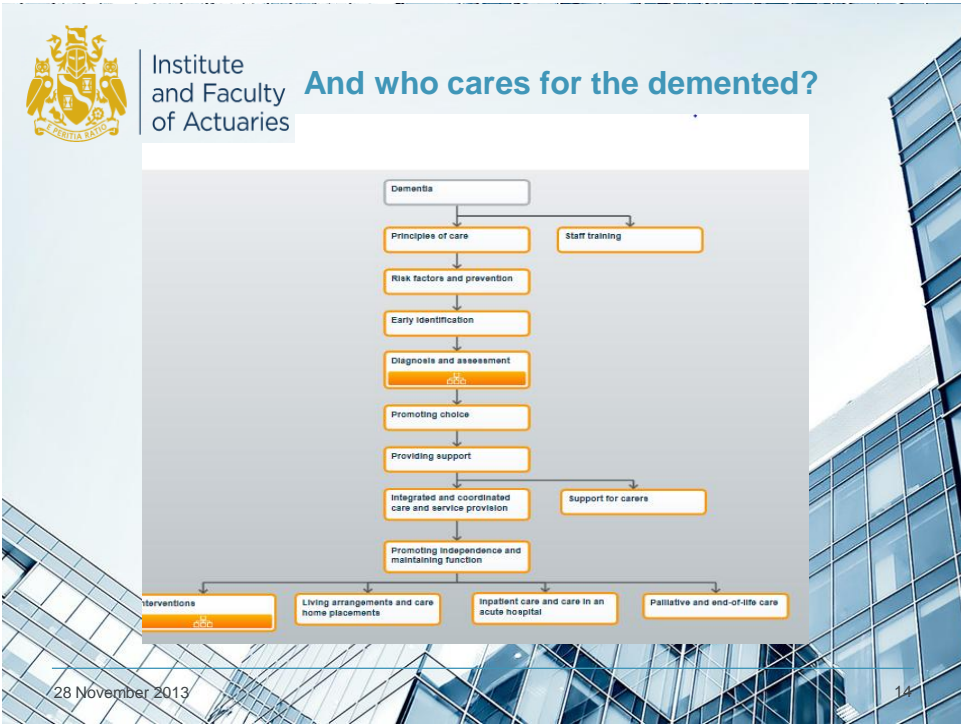 Institute
and Faculty
of Actuaries
E PERITIA RATIO
And who cares for the demented?
Dementia
Principles of care
Staff training
Risk factors and prevention
Early identification
Diagnosis and assessment
Promoting choice
Providing support
Integrated and coordinated
care and service provision
Support for carers
Promoting independence and
maintaining function
nterventions
Living arrangements and care
home placements
Inpatient care and care in an
acute hospital
Palliative and end-of-life care
28 November 2013
14